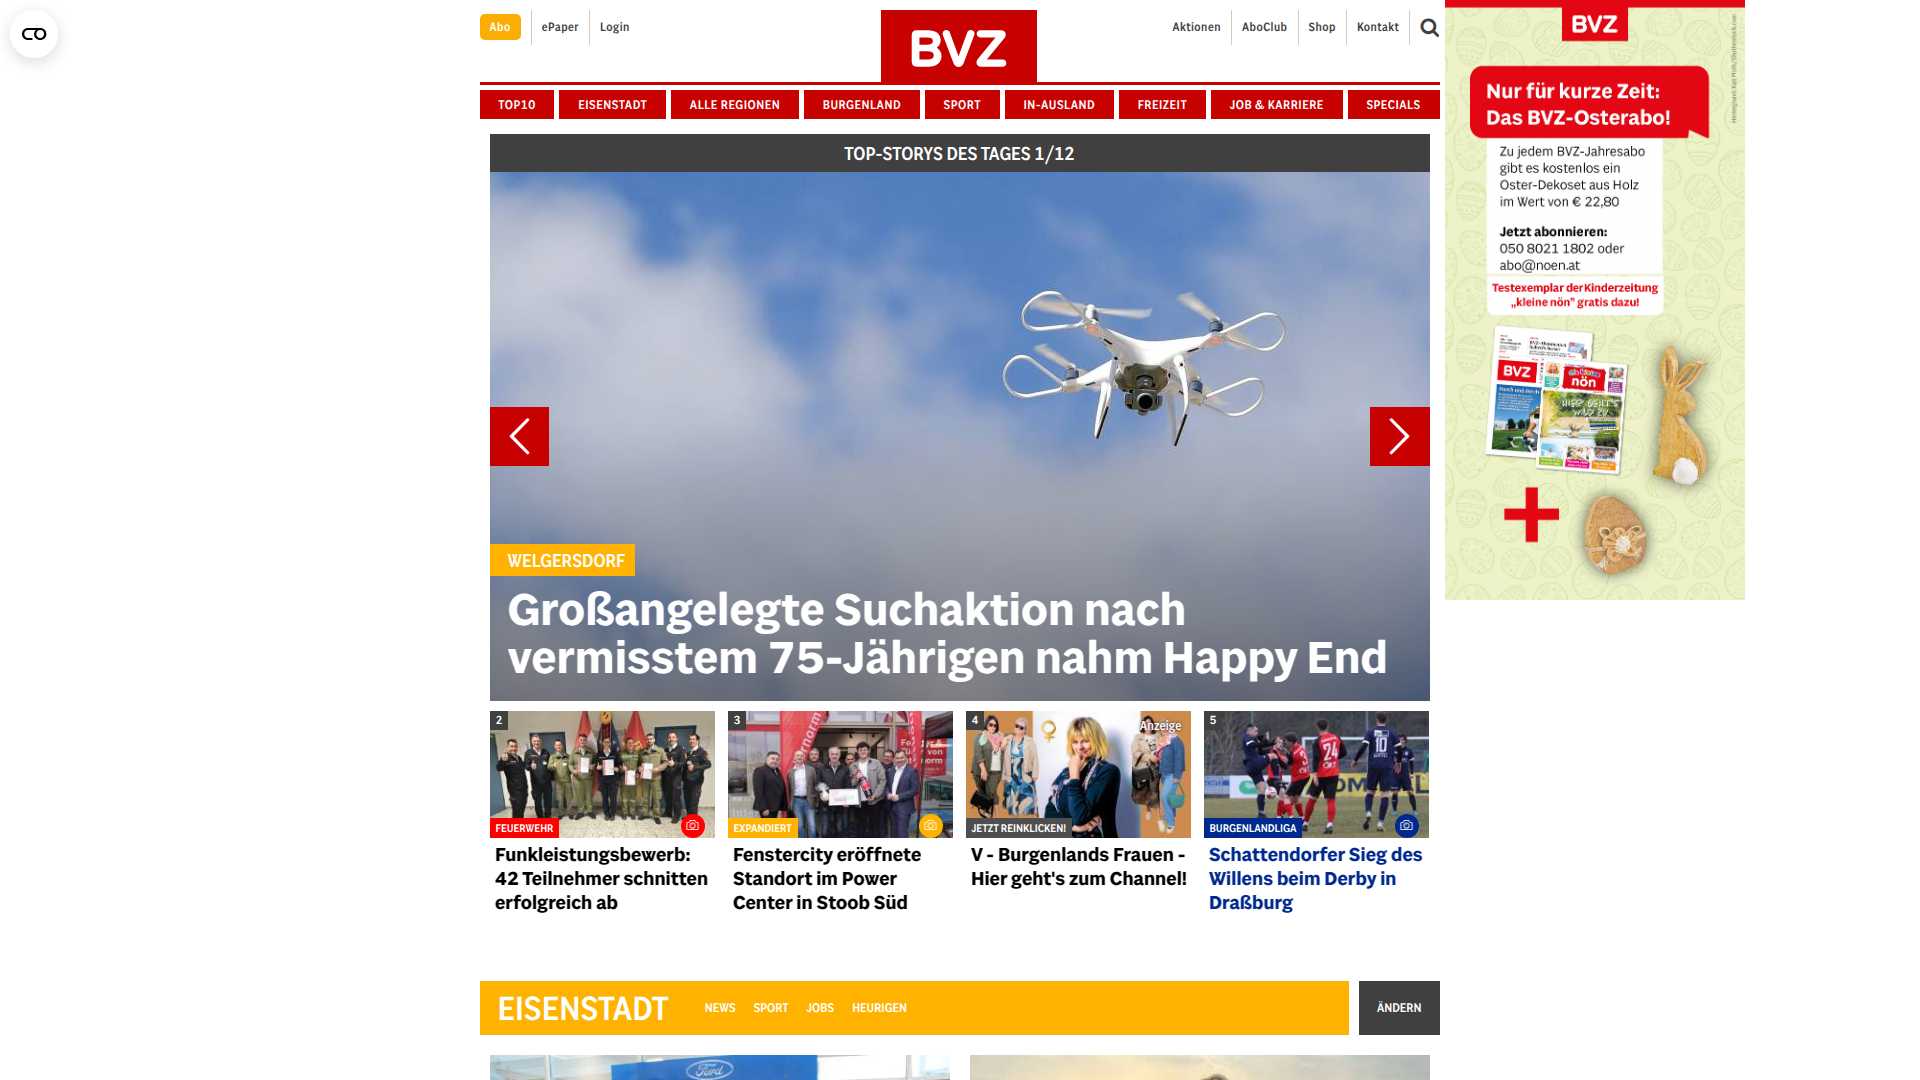 Abo
ePaper
Login
BVZ
Aktionen
AboClub
Shop
Kontakt
TOP10
EISENSTADT
ALLE REGIONEN
BURGENLAND
SPORT
IN-AUSLAND
FREIZEIT
JOB & KARRIERE
SPECIALS
TOP-STORYS DES TAGES 1/12
WELGERSDORF
Großangelegte Suchaktion nach
vermisstem 75-Jährigen nahm Happy End
2
FEUERWEHR
Funkleistungsbewerb:
42 Teilnehmer schnitten
erfolgreich ab
3
EXPANDIERT
Fenstercity eröffnete
Standort im Power
Center in Stoob Süd
4
Anzeige
JETZT REINKLICKEN!
V - Burgenlands Frauen -
Hier geht's zum Channel!
5
24
10
BURGENLANDLIGA
Schattendorfer Sieg des
Willens beim Derby in
Draßburg
EISENSTADT
NEWS
SPORT
JOBS
HEURIGEN
ÄNDERN
Ford
BVZ
Nur für kurze Zeit:
Das BVZ-Osterabo!
Zu jedem BVZ-Jahresabo
gibt es kostenlos ein
Oster-Dekoset aus Holz
im Wert von € 22,80
Jetzt abonnieren:
050 8021 1802 oder
abo@noen.at
Testexemplar der Kinderzeitung
„kleine nön” gratis dazu!
BVZ
nön